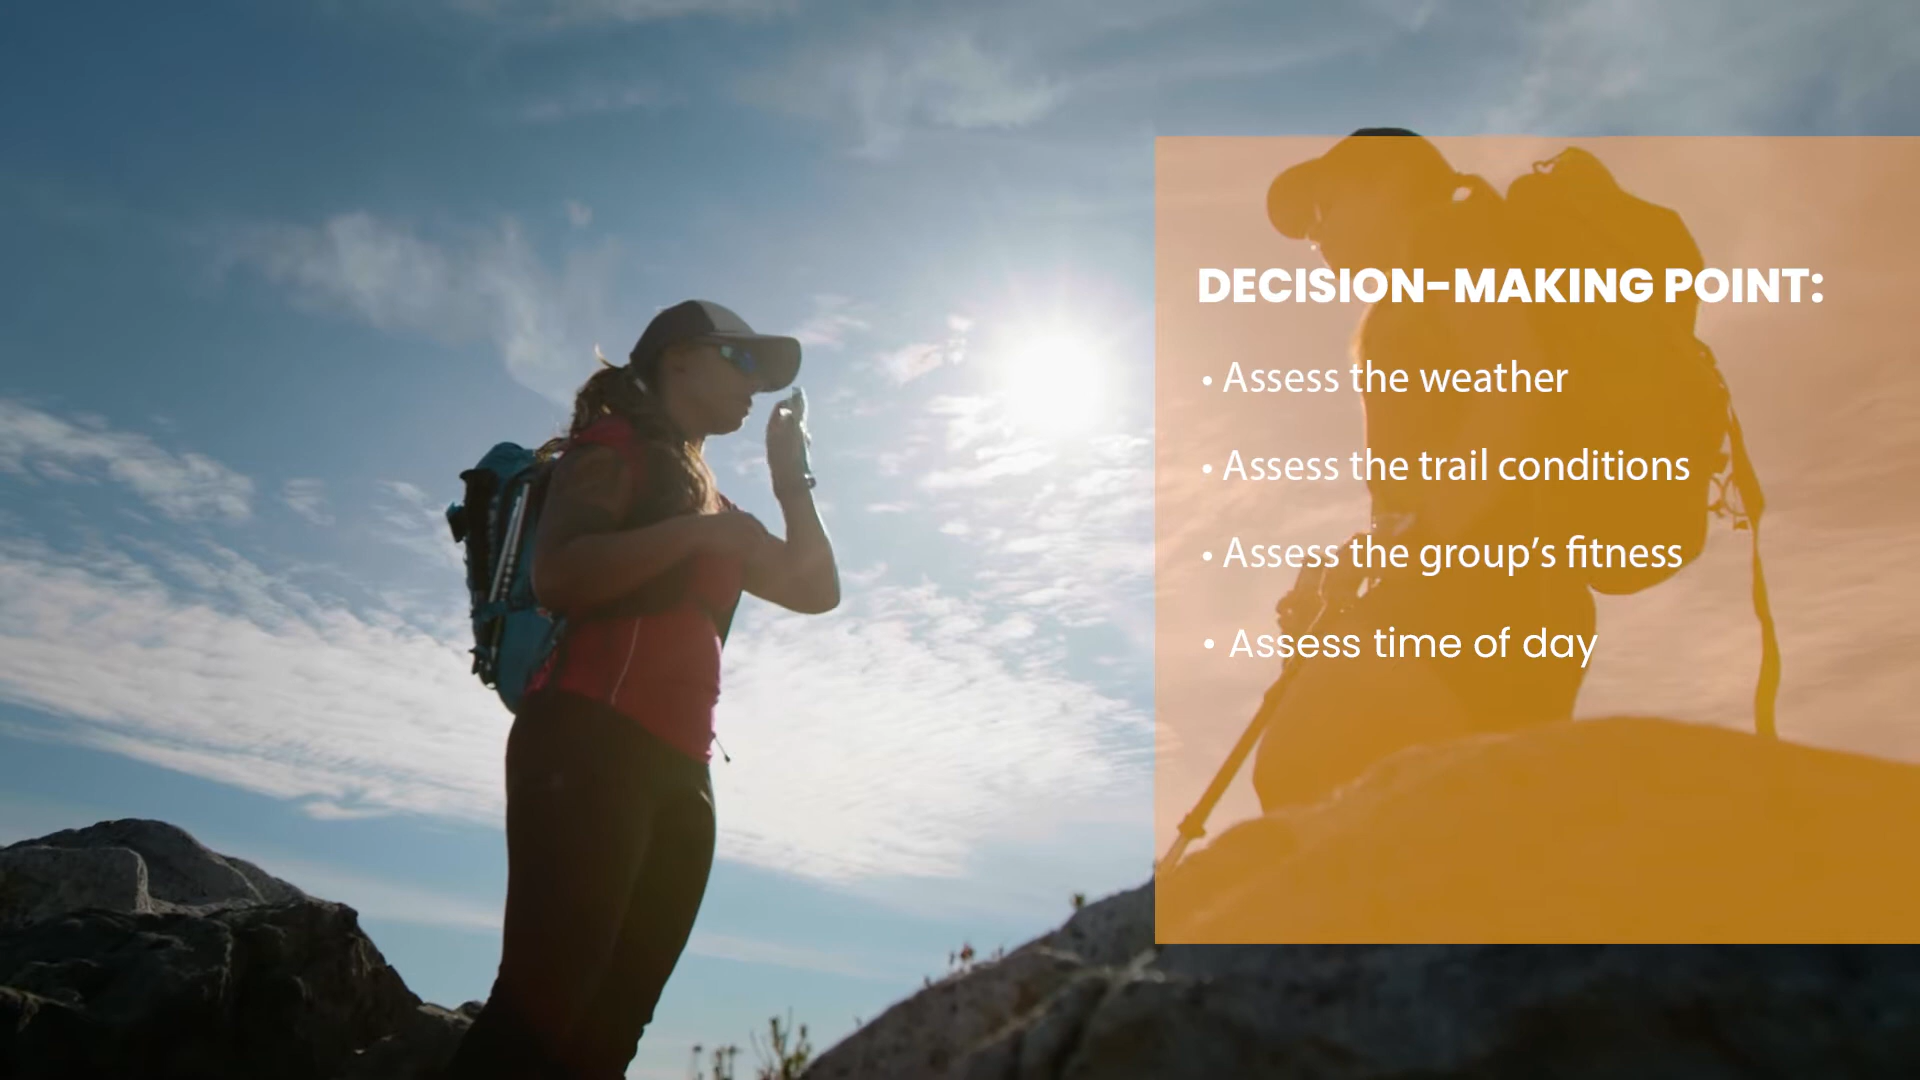 DECISION-MAKING POINT:
• Assess the weather
• Assess the trail conditions
• Assess the group’s fitness
• Assess time of day